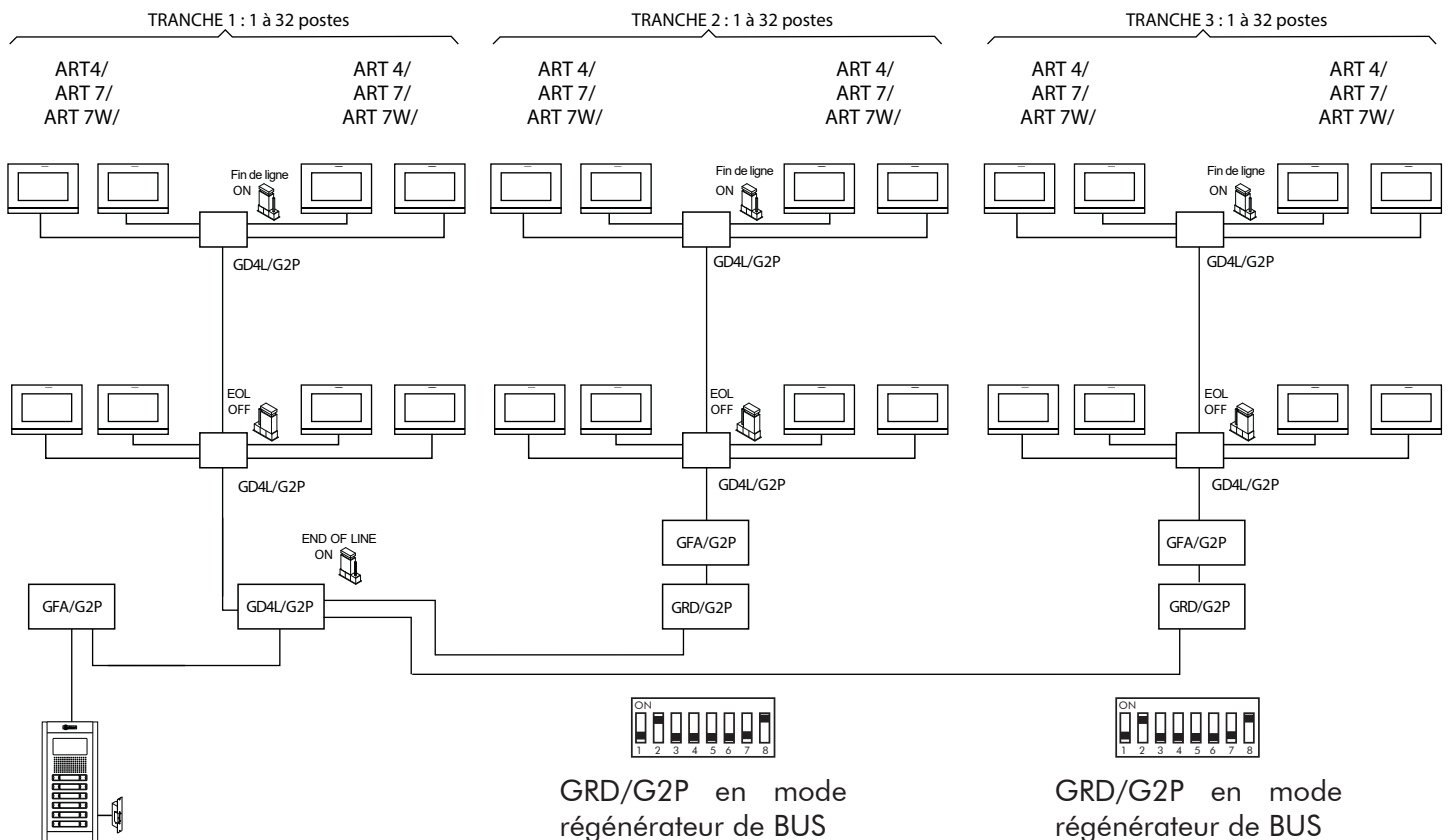 TRANCHE 1 : 1 à 32 postes
TRANCHE 2 : 1 à 32 postes
TRANCHE 3 : 1 à 32 postes
ART4/
ART 7/
ART 7W/
ART 4/
ART 7/
ART 7W/
ART 4/
ART 7/
ART 7W/
ART 4/
ART 7/
ART 7W/
ART 4/
ART 7/
ART 7W/
ART 4/
ART 7/
ART 7W/
Fin de ligne
ON
Fin de ligne
ON
Fin de ligne
ON
GD4L/G2P
GD4L/G2P
GD4L/G2P
EOL
OFF
EOL
OFF
EOL
OFF
GD4L/G2P
GD4L/G2P
GD4L/G2P
END OF LINE
ON
GFA/G2P
GFA/G2P
GFA/G2P
GD4L/G2P
GRD/G2P
GRD/G2P
ON
1 2 3 4 5 6 7 8
ON
1 2 3 4 5 6 7 8
GRD/G2P en mode
régénérateur de BUS
GRD/G2P en mode
régénérateur de BUS